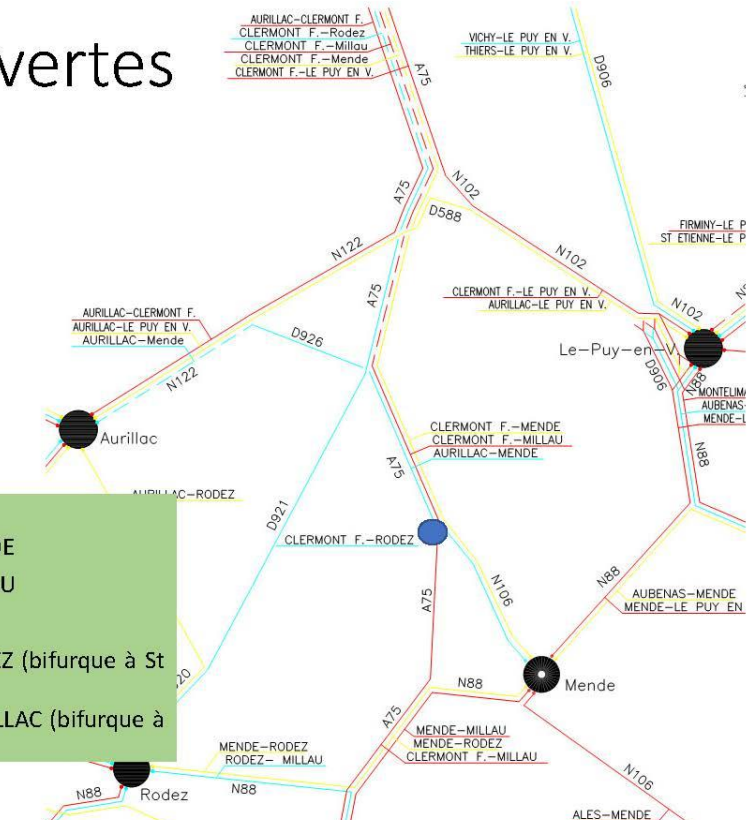 vertes
AURILLAC-CLERMONT F.
CLERMONT F.-Rodez
CLERMONT F.-Millau
CLERMONT F.-Mende
CLERMONT F.-LE PUY EN V.
A75
VICHY-LE PUY EN V.
THIERS-LE PUY EN V.
D906
A75
N102
D588
N122
N102
FIRMINY-LE P
ST ETIENNE-LE P
A75
CLERMONT F.-LE PUY EN V.
AURILLAC-LE PUY EN V.
N102
AURILLAC-CLERMONT F.
AURILLAC-LE PUY EN V.
AURILLAC-Mende
D926
N122
Le-Puy-en-V
D906
N88
MONTELIMA
AUBENAS-
MENDE-L
Aurillac
CLERMONT F.-MENDE
CLERMONT F.-MILLAU
AURILLAC-MENDE
A75
N88
AURILLAC-RODEZ
D921
CLERMONT F.-RODEZ
DE
U
N106
A75
N88
AUBENAS-MENDE
MENDE-LE PUY EN
EZ (bifurque à St
20
LLAC (bifurque à
Mende
N88
A75
MENDE-MILLAU
MENDE-RODEZ
CLERMONT F.-MILLAU
MENDE-RODEZ
RODEZ- MILLAU
N88
N106
N88
Rodez
ALES-MENDE